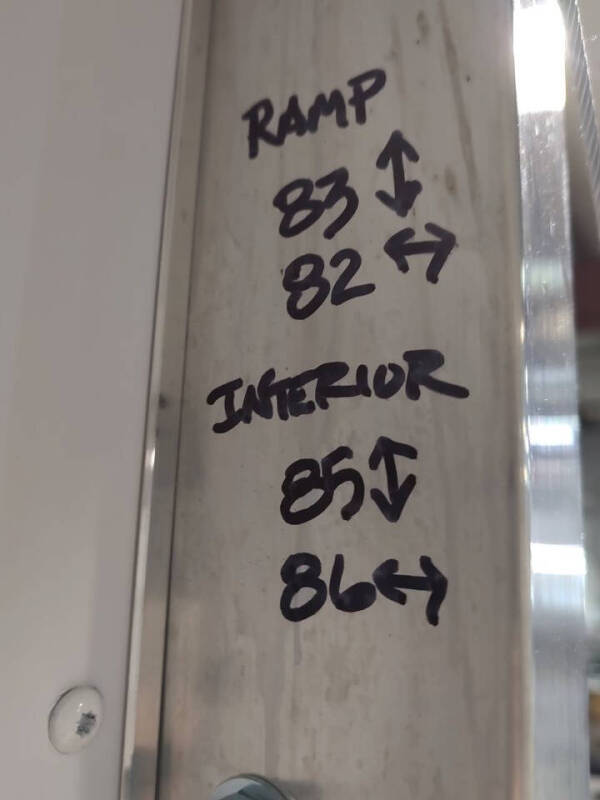 RAMP
83 ↕
82 ↔
INTERIOR
85 ↕
86 ↔